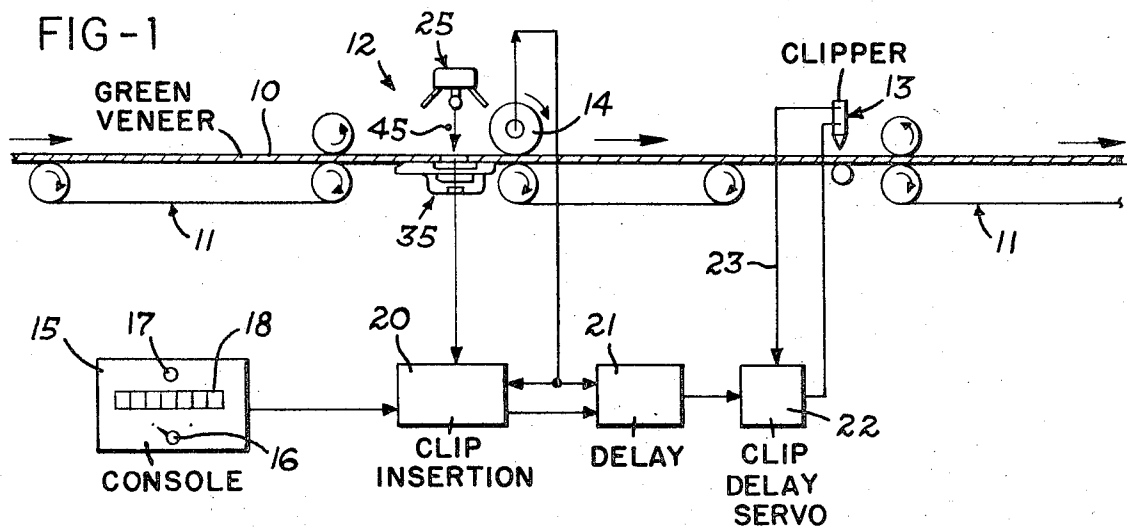 FIG-1
12
25
CLIPPER
GREEN
VENEER
10
45
14
13
11
35
23
11
15
17
18
20
21
16
22
CONSOLE
CLIP
INSERTION
DELAY
CLIP
DELAY
SERVO